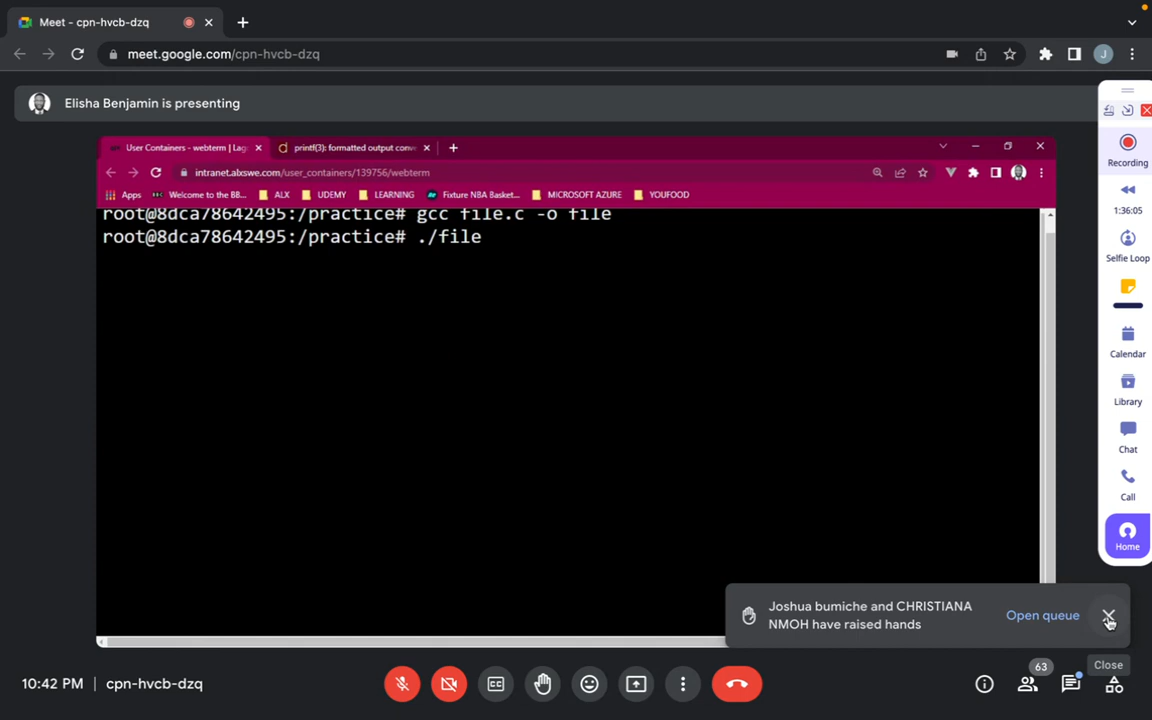 Meet - cpn-hvcb-dzq
meet.google.com/cpn-hvcb-dzq
J
Elisha Benjamin is presenting
User Containers - webterm | Lag
printf(3): formatted output conv
intranet.alxswe.com/user_containers/139756/webterm
Apps
Welcome to the BB...
ALX
UDEMY
LEARNING
Fixture NBA Basket...
MICROSOFT AZURE
YOUFOOD
root@8dca78642495:/practice# gcc file.c -o file
root@8dca78642495:/practice# ./file
Recording
1:36:05
Selfie Loop
Calendar
Library
Chat
Call
Home
Joshua bumiche and CHRISTIANA
NMOH have raised hands
Open queue
Close
10:42 PM | cpn-hvcb-dzq
CC
63